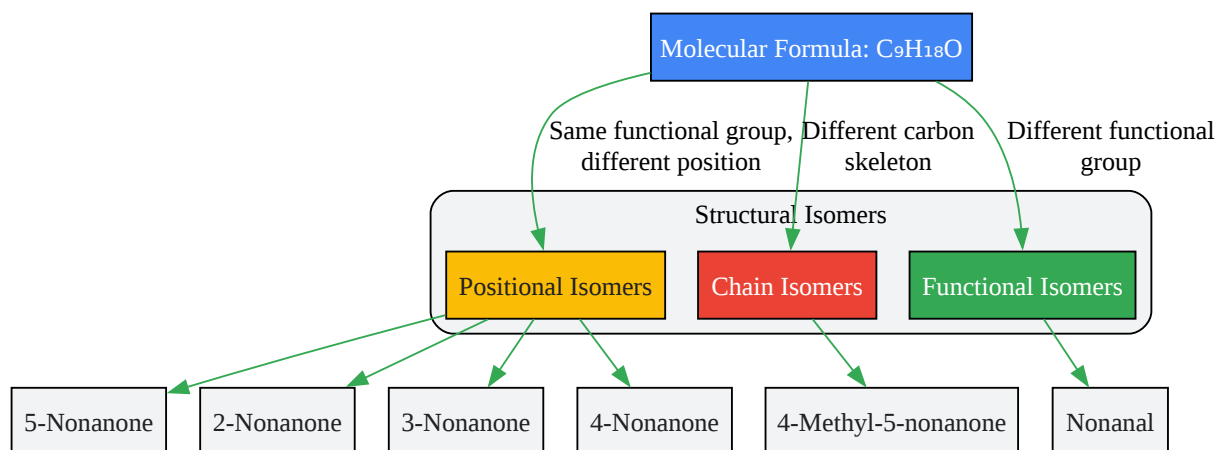 Molecular Formula: C₉H₁₈O
Same functional group,
different position
Different carbon
skeleton
Different functional
group
Structural Isomers
Positional Isomers
Chain Isomers
Functional Isomers
5-Nonanone
2-Nonanone
3-Nonanone
4-Nonanone
4-Methyl-5-nonanone
Nonanal